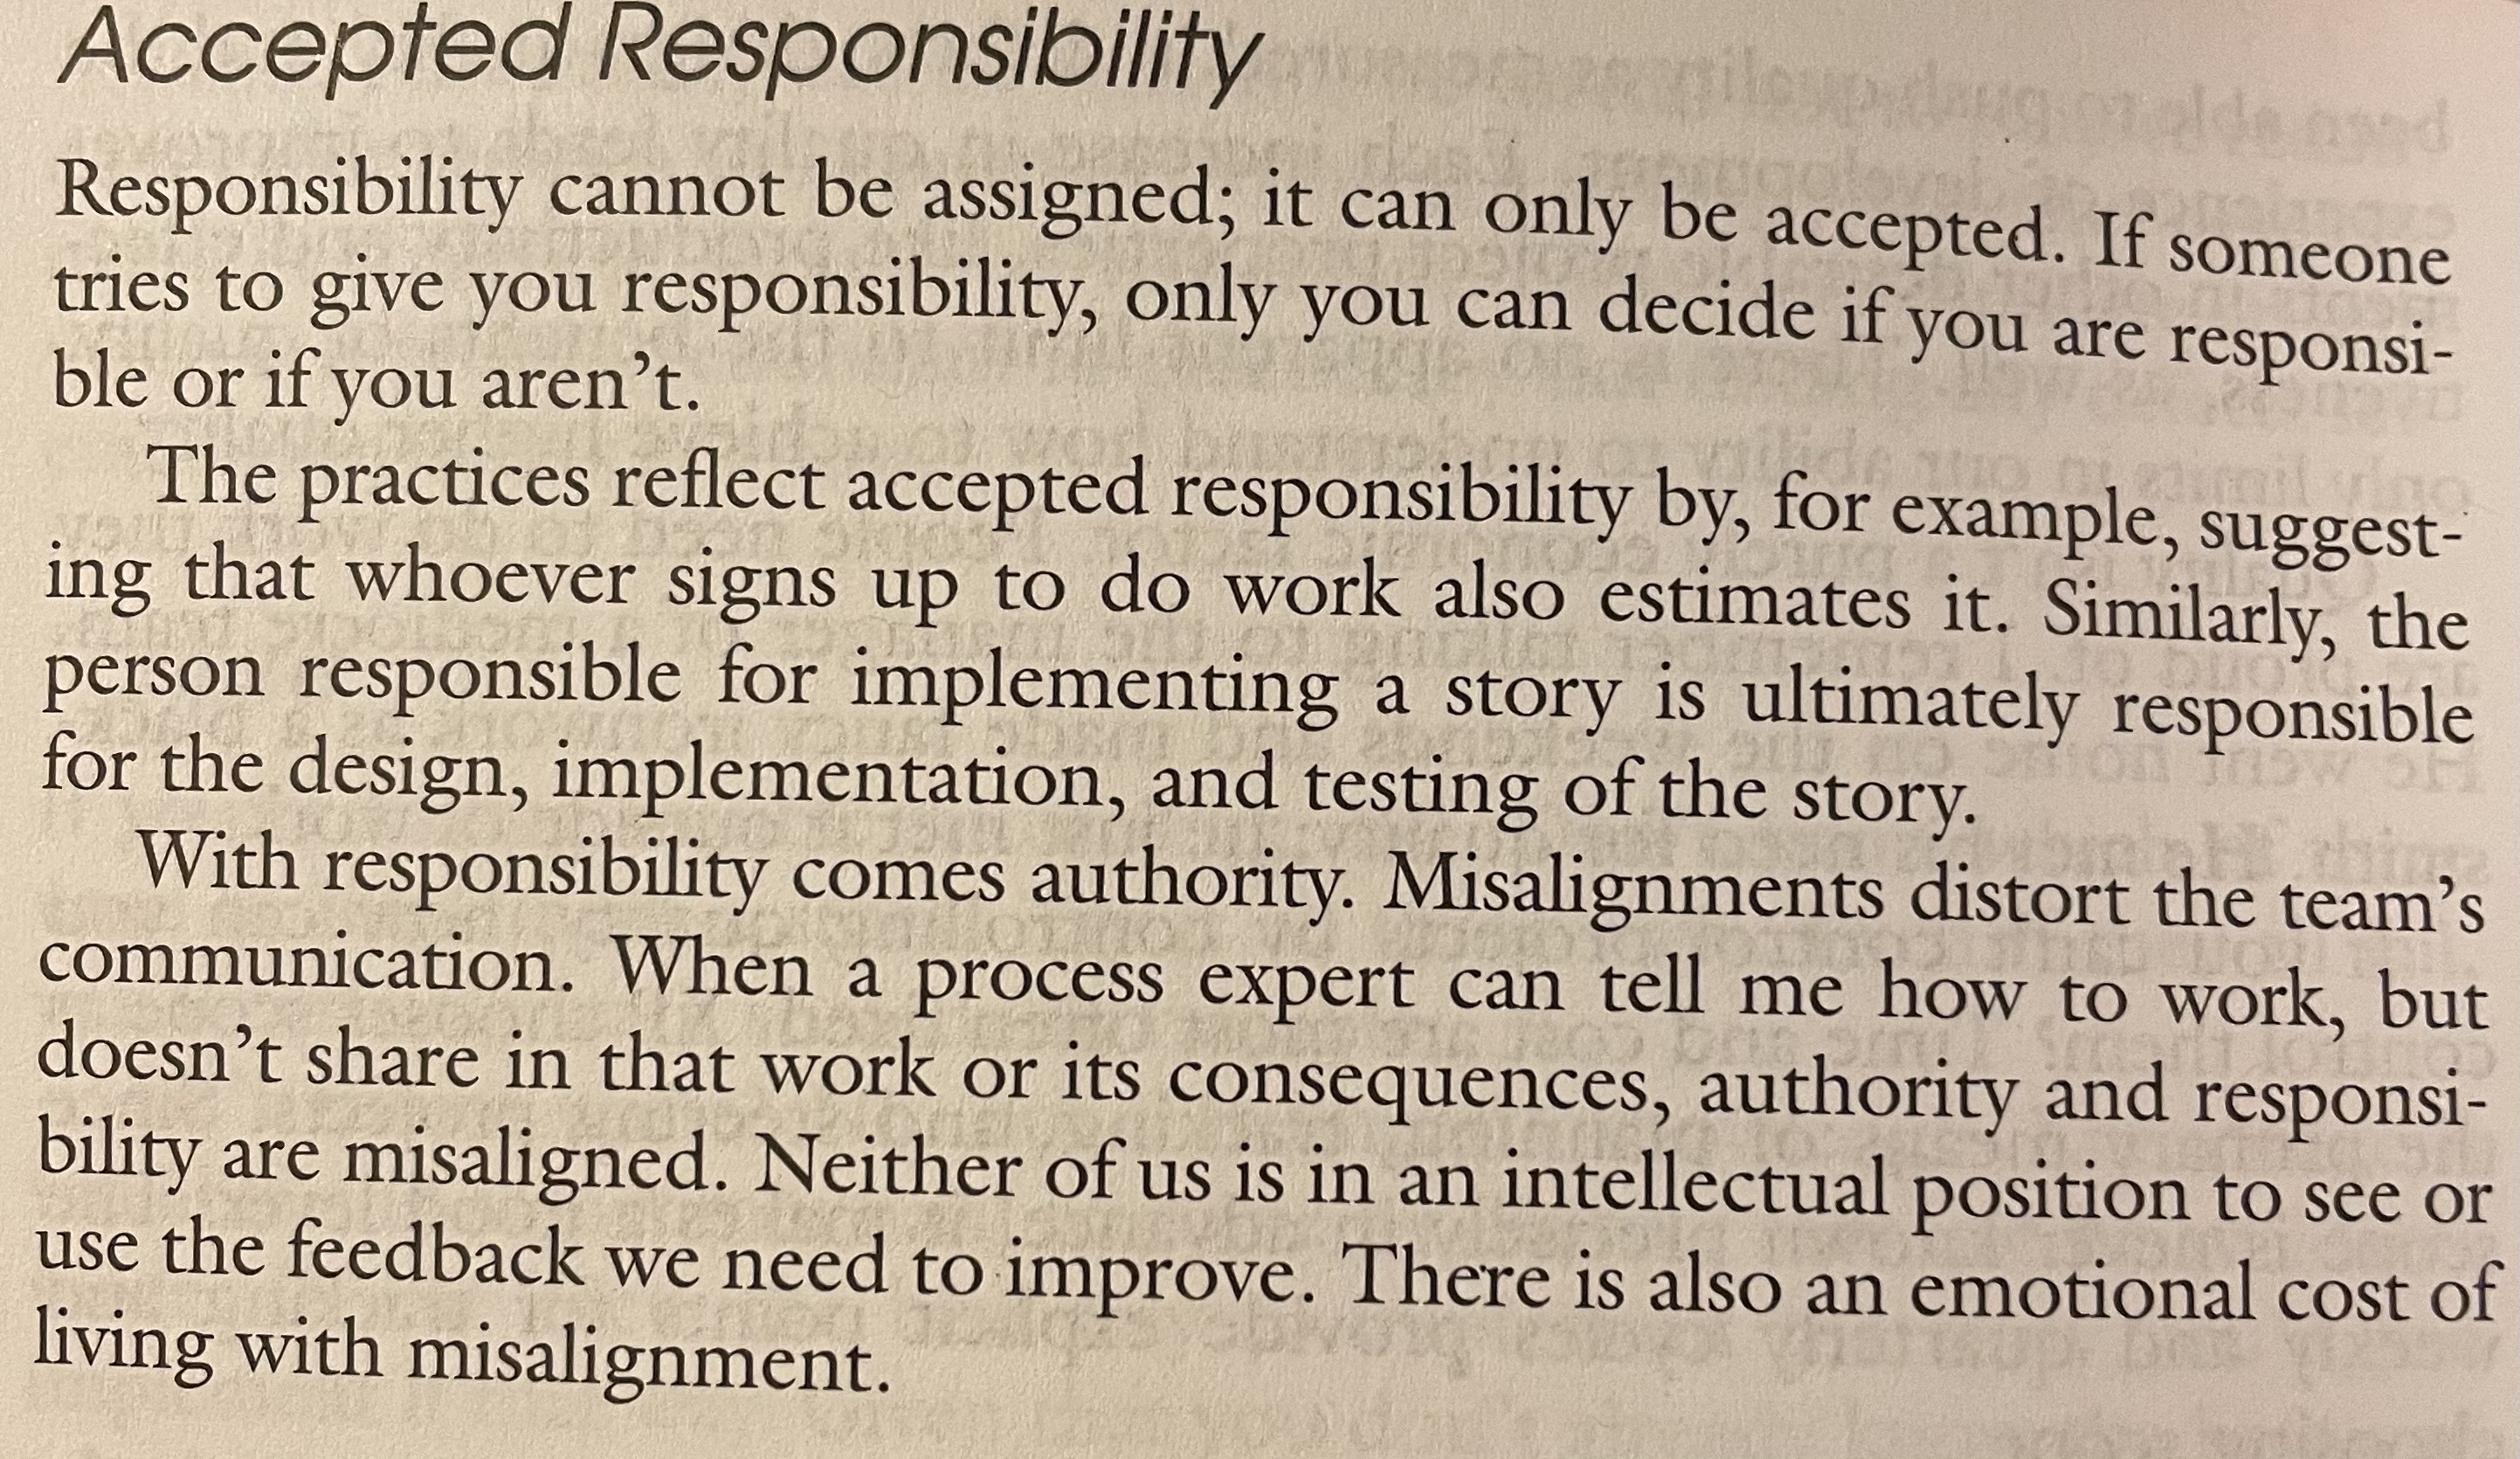 Accepted Responsibility
Responsibility cannot be assigned; it can only be accepted. If someone
tries to give you responsibility, only you can decide if you are responsi-
ble or if you aren’t.
The practices reflect accepted responsibility by, for example, suggest-
ing that whoever signs up to do work also estimates it. Similarly, the
person responsible for implementing a story is ultimately responsible
for the design, implementation, and testing of the story.
With responsibility comes authority. Misalignments distort the team’s
communication. When a process expert can tell me how to work, but
doesn’t share in that work or its consequences, authority and responsi-
bility are misaligned. Neither of us is in an intellectual position to see or
use the feedback we need to improve. There is also an emotional cost of
living with misalignment.